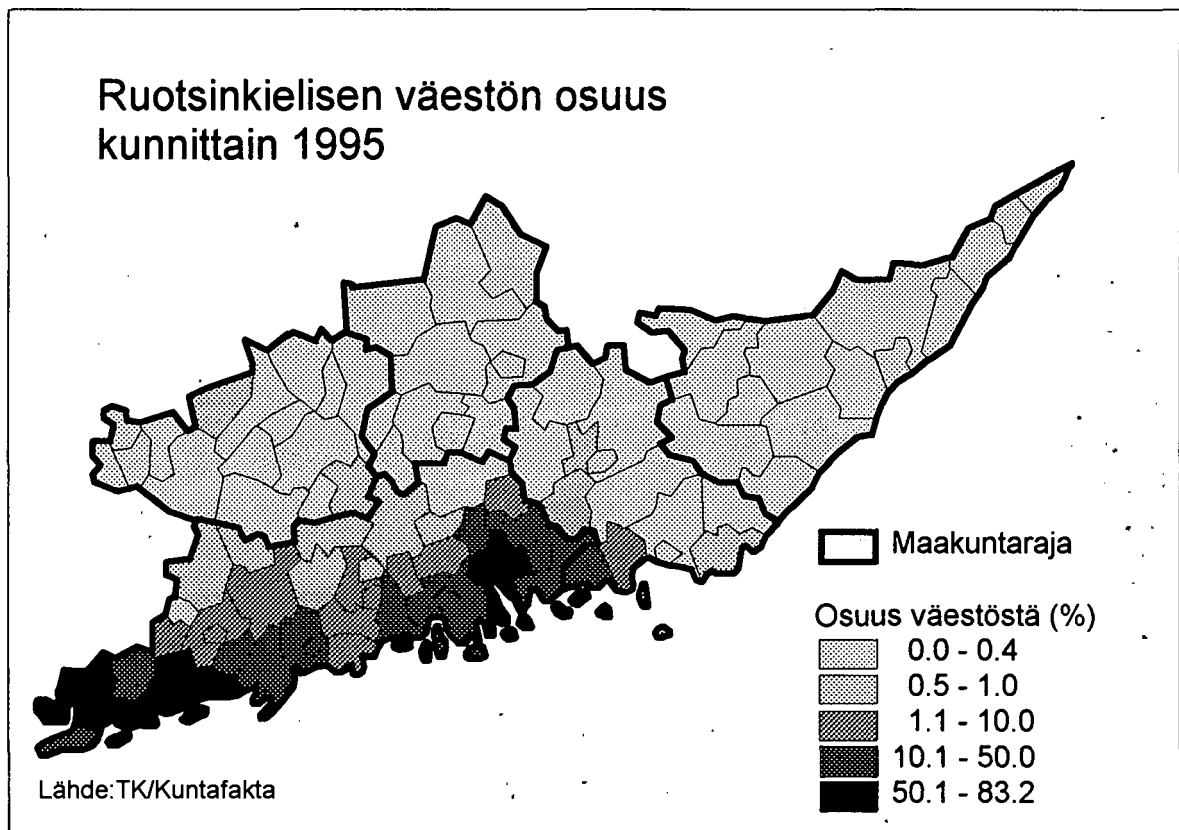 Ruotsinkielisen väestön osuus
kunnittain 1995
Maakuntaraja
Osuus väestöstä (%)
0.0 - 0.4
0.5 - 1.0
1.1 - 10.0
10.1 - 50.0
50.1 - 83.2
Lähde:TK/Kuntafakta